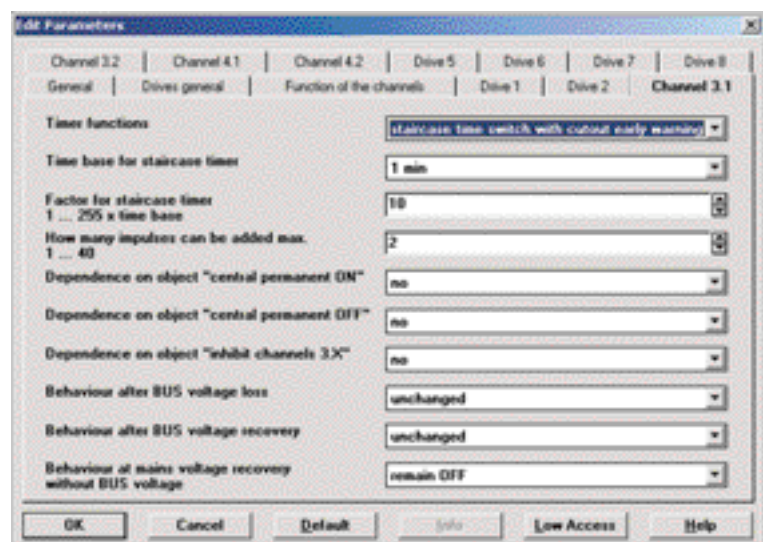 Edit Parameters
Channel 3.2 Channel 4.1 Channel 4.2 Drive 5 Drive 6 Drive 7 Drive 8
General Drives general Function of the channels Drive 1 Drive 2 Channel 3.1
Timer functions staircase time switch with cutout early warning
Time base for staircase timer 1 min
Factor for staircase timer
1 ... 255 x time base 10
How many impulses can be added max.
1 ... 40 2
Dependence on object "central permanent ON" no
Dependence on object "central permanent OFF" no
Dependence on object "inhibit channels 3.X" no
Behaviour after BUS voltage loss unchanged
Behaviour after BUS voltage recovery unchanged
Behaviour at mains voltage recovery
without BUS voltage remain OFF
OK Cancel Default Info Low Access Help